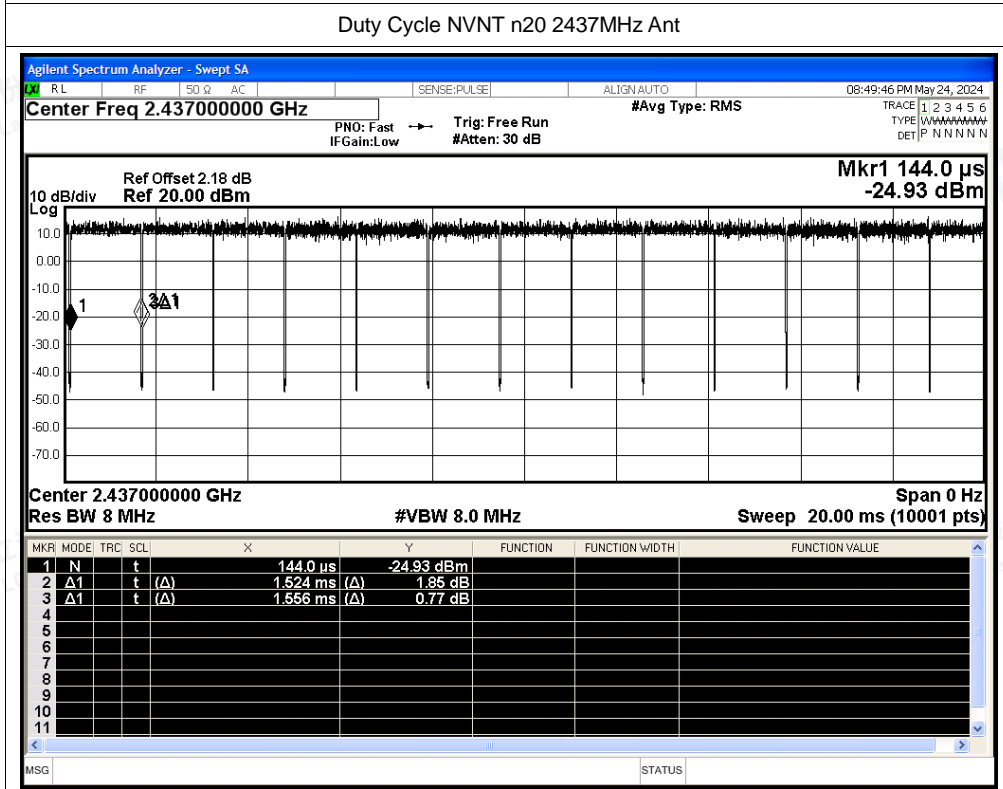 Duty Cycle NVNT n20 2437MHz Ant
Agilent Spectrum Analyzer - Swept SA
LXI RL RF 50 Ω AC SENSE:PULSE ALIGN AUTO 08:49:46 PM May 24, 2024
Center Freq 2.437000000 GHz #Avg Type: RMS TRACE 1 2 3 4 5 6
PNO: Fast Trig: Free Run TYPE WWWWWW
IFGain:Low #Atten: 30 dB DET P N N N N N
Mkr1 144.0 µs
Ref Offset 2.18 dB
10 dB/div Ref 20.00 dBm -24.93 dBm
Log
10.0
0.00
-10.0
1 3Δ1
-20.0
-30.0
-40.0
-50.0
-60.0
-70.0
Center 2.437000000 GHz Span 0 Hz
Res BW 8 MHz #VBW 8.0 MHz Sweep 20.00 ms (10001 pts)
MKR MODE TRC SCL X Y FUNCTION FUNCTION WIDTH FUNCTION VALUE
1 N t 144.0 µs -24.93 dBm
2 Δ1 t (Δ) 1.524 ms (Δ) 1.85 dB
3 Δ1 t (Δ) 1.556 ms (Δ) 0.77 dB
4
5
6
7
8
9
10
11
MSG STATUS